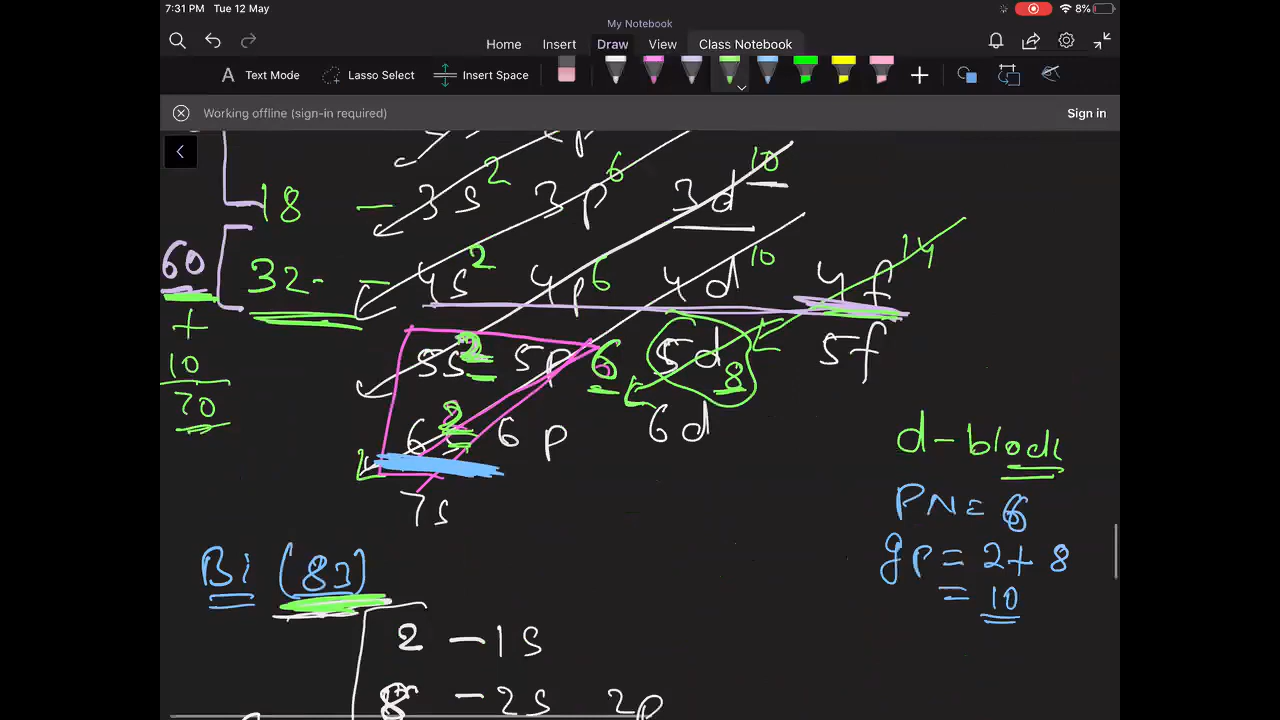 7:31 PM Tue 12 May
8%
My Notebook
Home Insert Draw View Class Notebook
Text Mode Lasso Select Insert Space
Working offline (sign-in required) Sign in
18 - 3s2 3p6 3d10
60 32 - 4s2 4p6 4d10 4f14
+
10
70
5s2 5p6 5d8 5f
6s2 6p 6d
7s
d-block
PN= 6
gp = 2+8
= 10
Bi (83)
2 - 1s
8 - 2s 2p